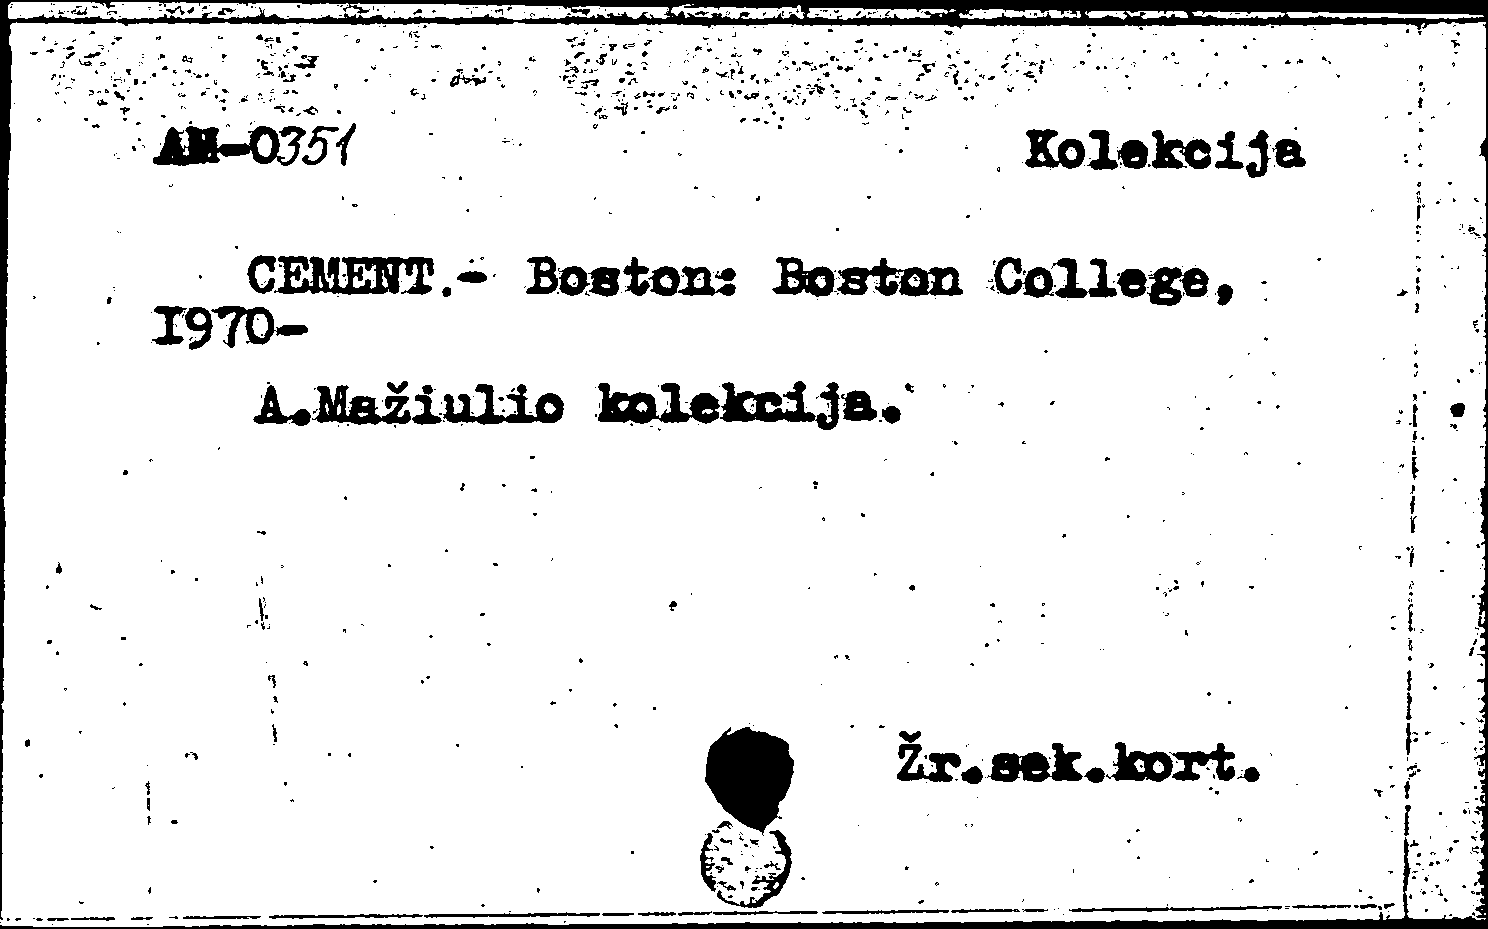 AM-0351 Kolekcija
CEMENT.- Boston: Boston College,
I970-
A.Mažiulio kolekcija.
Žr.sek.kort.